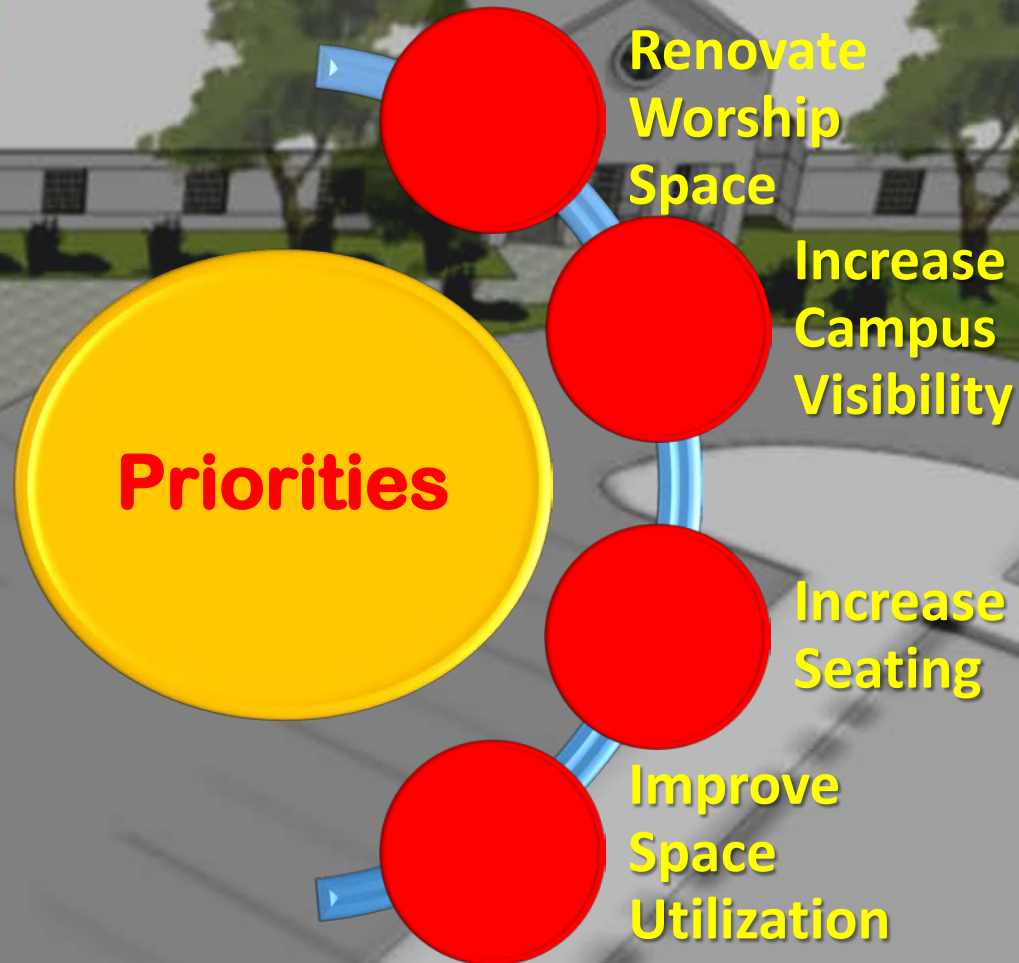 Renovate
Worship
Space
Increase
Campus
Visibility
Priorities
Increase
Seating
Improve
Space
Utilization